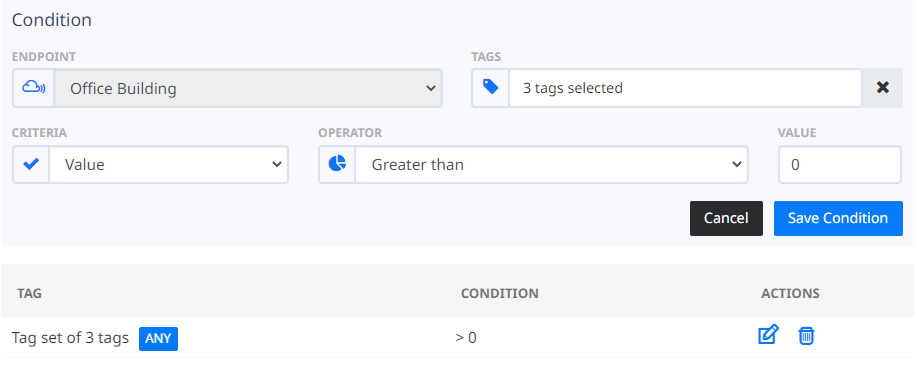 Condition
ENDPOINT TAGS
Office Building 3 tags selected
CRITERIA OPERATOR VALUE
Value Greater than 0
Cancel Save Condition
TAG CONDITION ACTIONS
Tag set of 3 tags ANY > 0